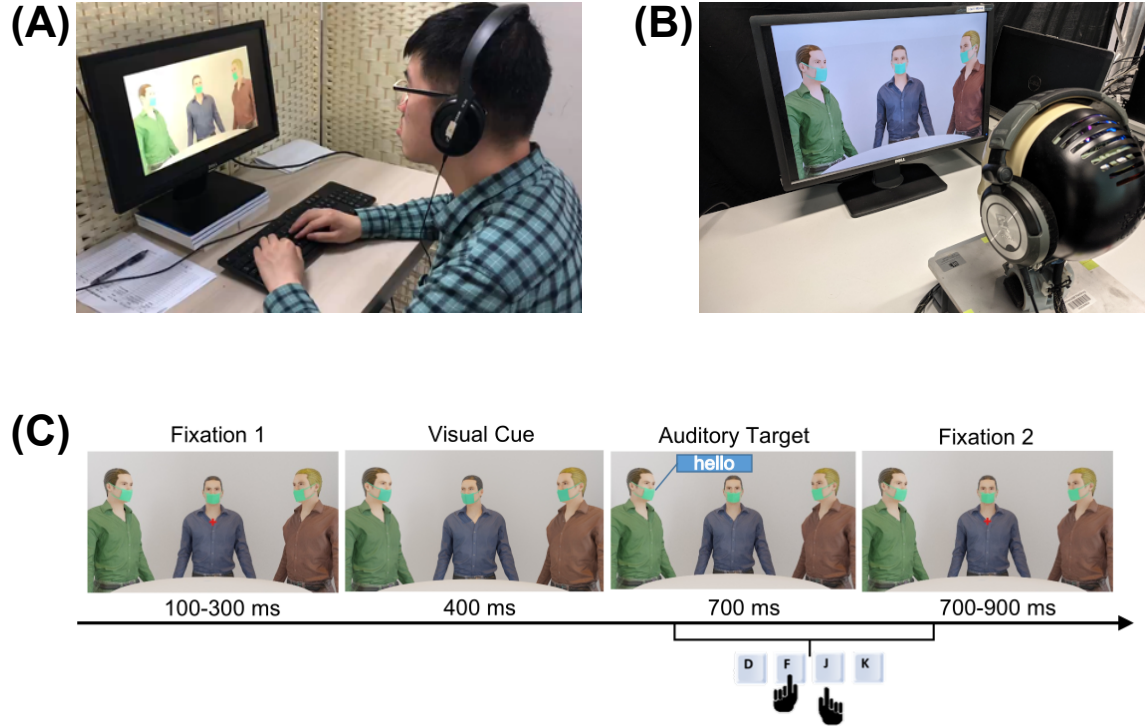 (A)
(B)
DELL
(C)
Fixation 1
Visual Cue
Auditory Target
Fixation 2
hello
100-300 ms
400 ms
700 ms
700-900 ms
D F J K